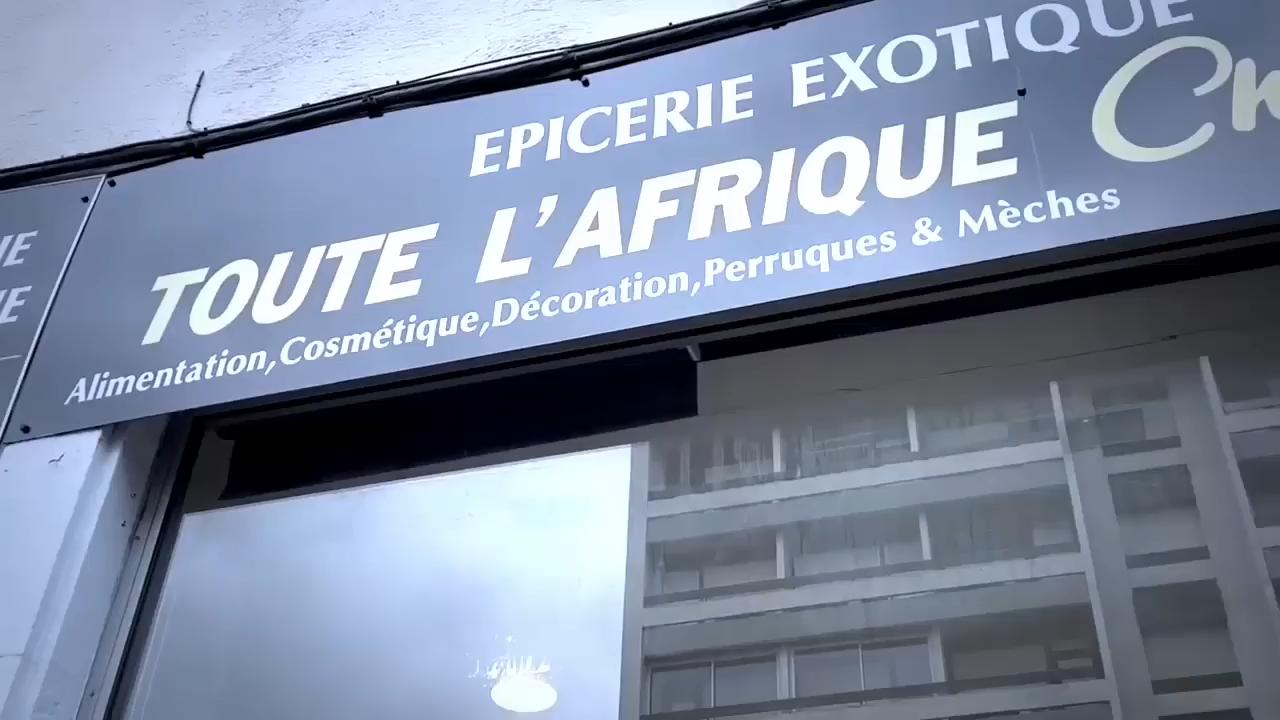 EPICERIE EXOTIQUE
TOUTE L'AFRIQUE
Alimentation,Cosmétique,Décoration,Perruques & Mèches